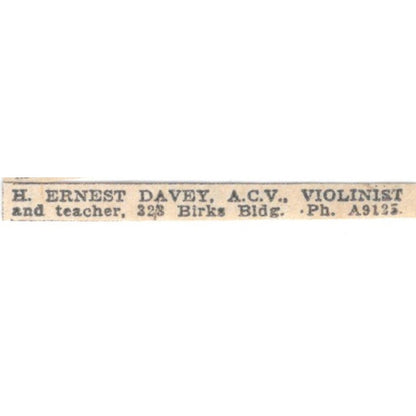 H. ERNEST DAVEY, A.C.V., VIOLINIST
and teacher, 328 Birks Bldg. Ph. A9125